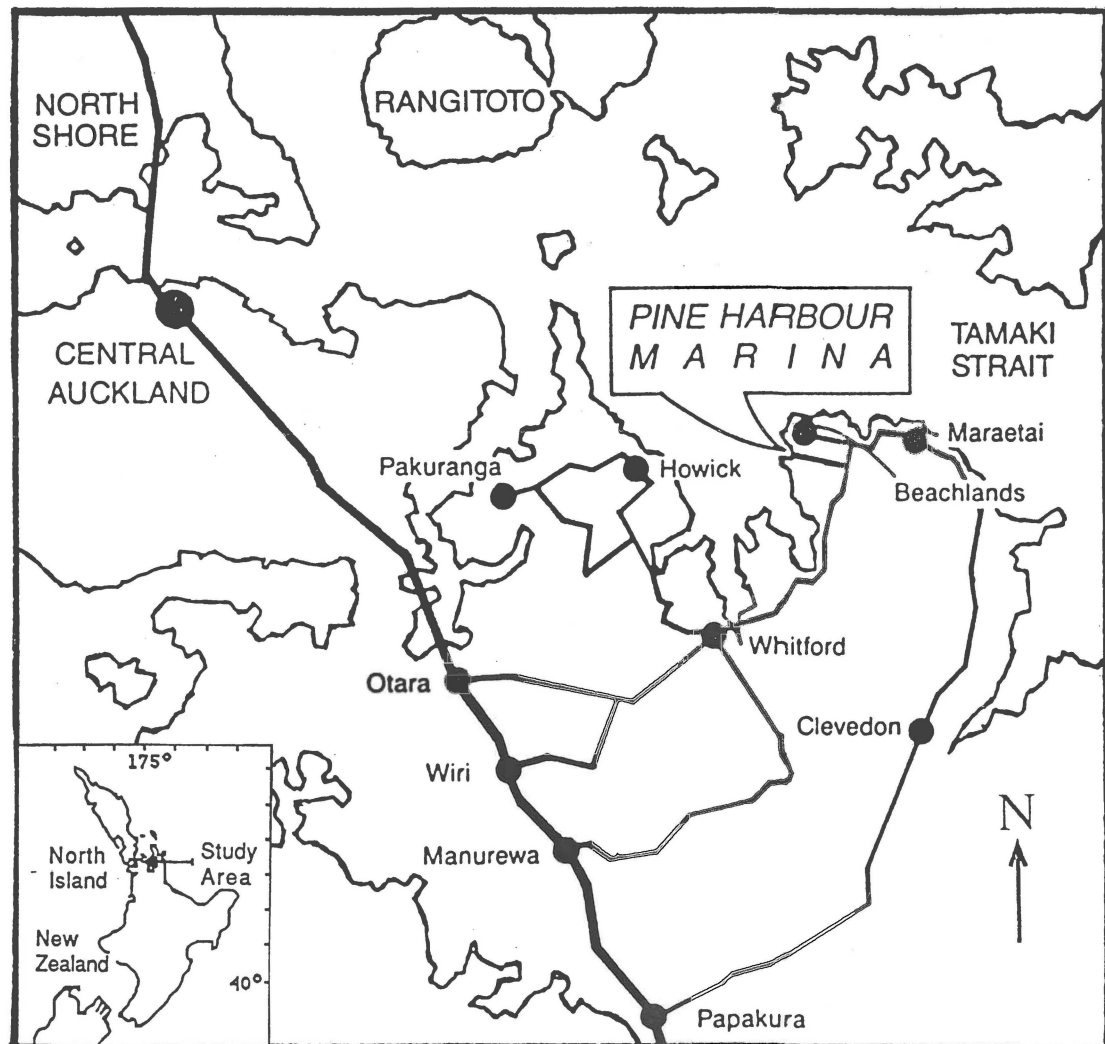 NORTH
SHORE
RANGITOTO
CENTRAL
AUCKLAND
PINE HARBOUR
MARINA
TAMAKI
STRAIT
Pakuranga
Howick
Maraetai
Beachlands
Whitford
Otara
Clevedon
Wiri
Manurewa
Papakura
N
175°
North
Island
Study
Area
New
Zealand
40°